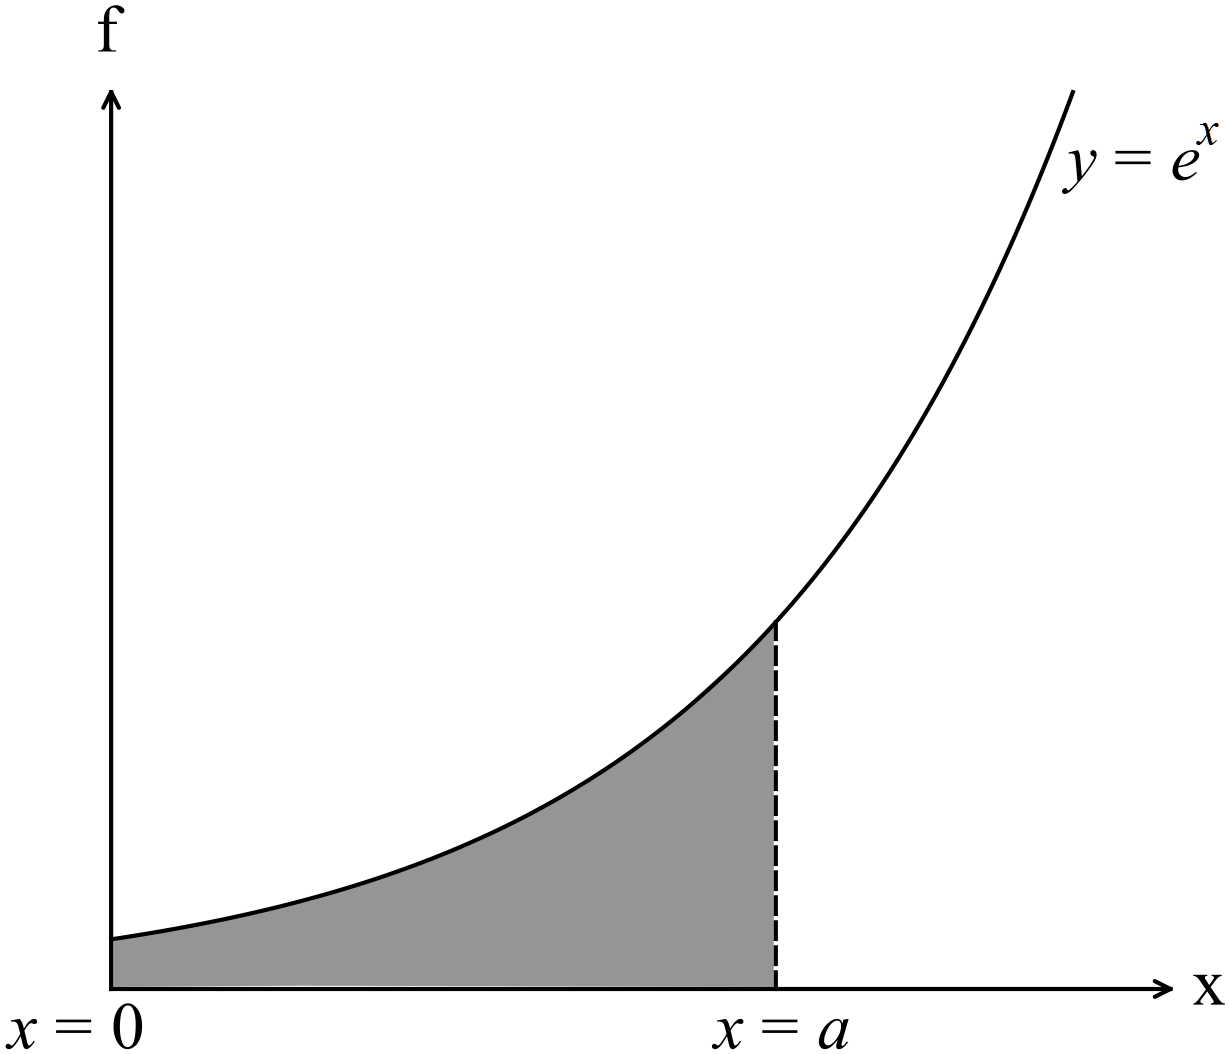 f
y = e^x
x
x = 0
x = a